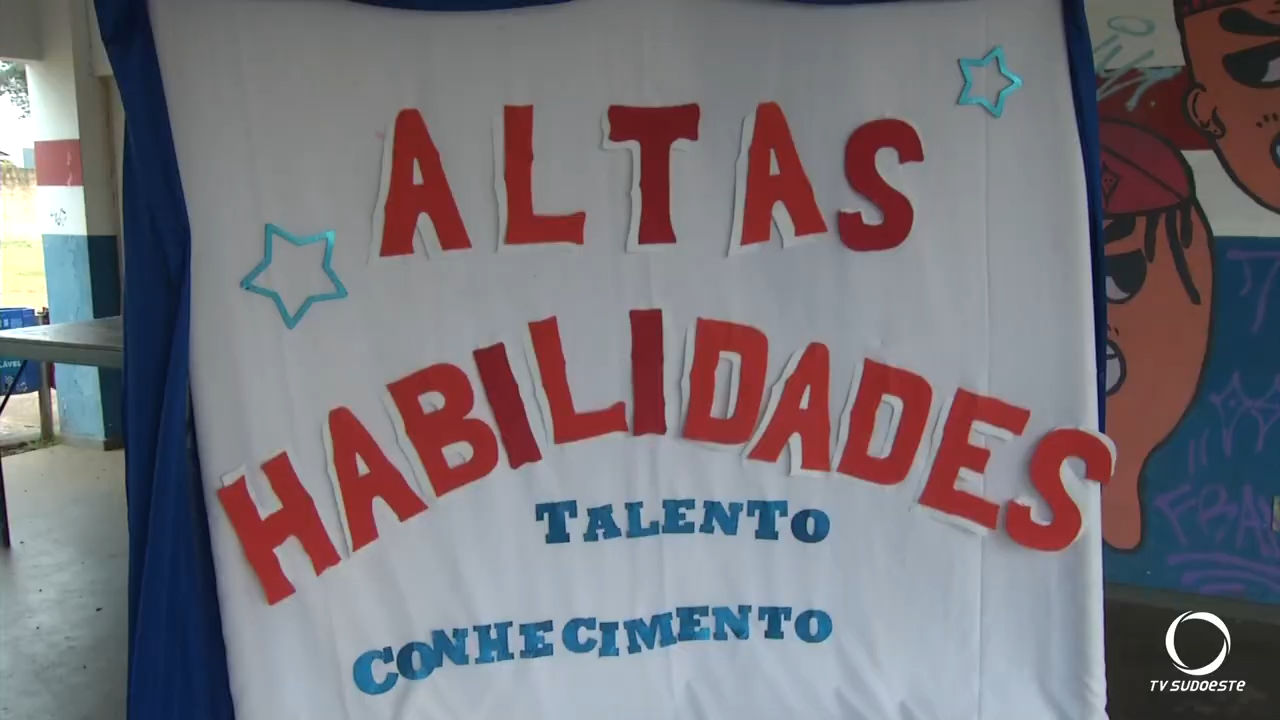 ALTAS
HABILIDADES
TALENTO
CONHECIMENTO
TV SUDOESTE